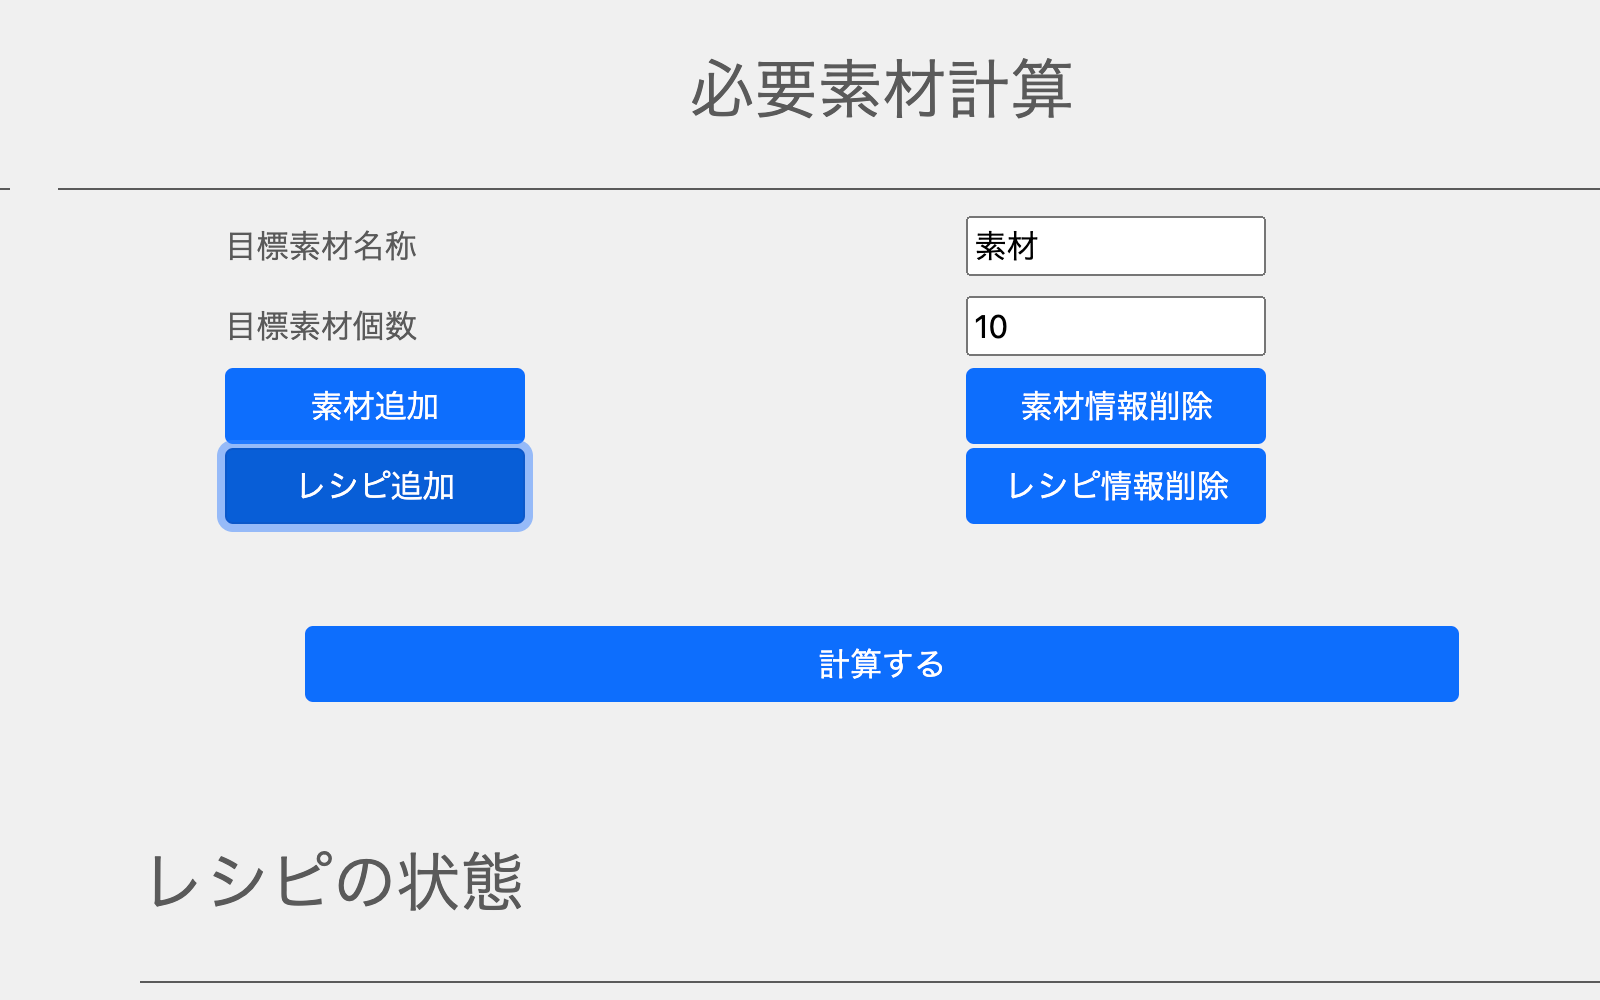 必要素材計算
目標素材名称
素材
目標素材個数
10
素材追加
素材情報削除
レシピ追加
レシピ情報削除
計算する
レシピの状態